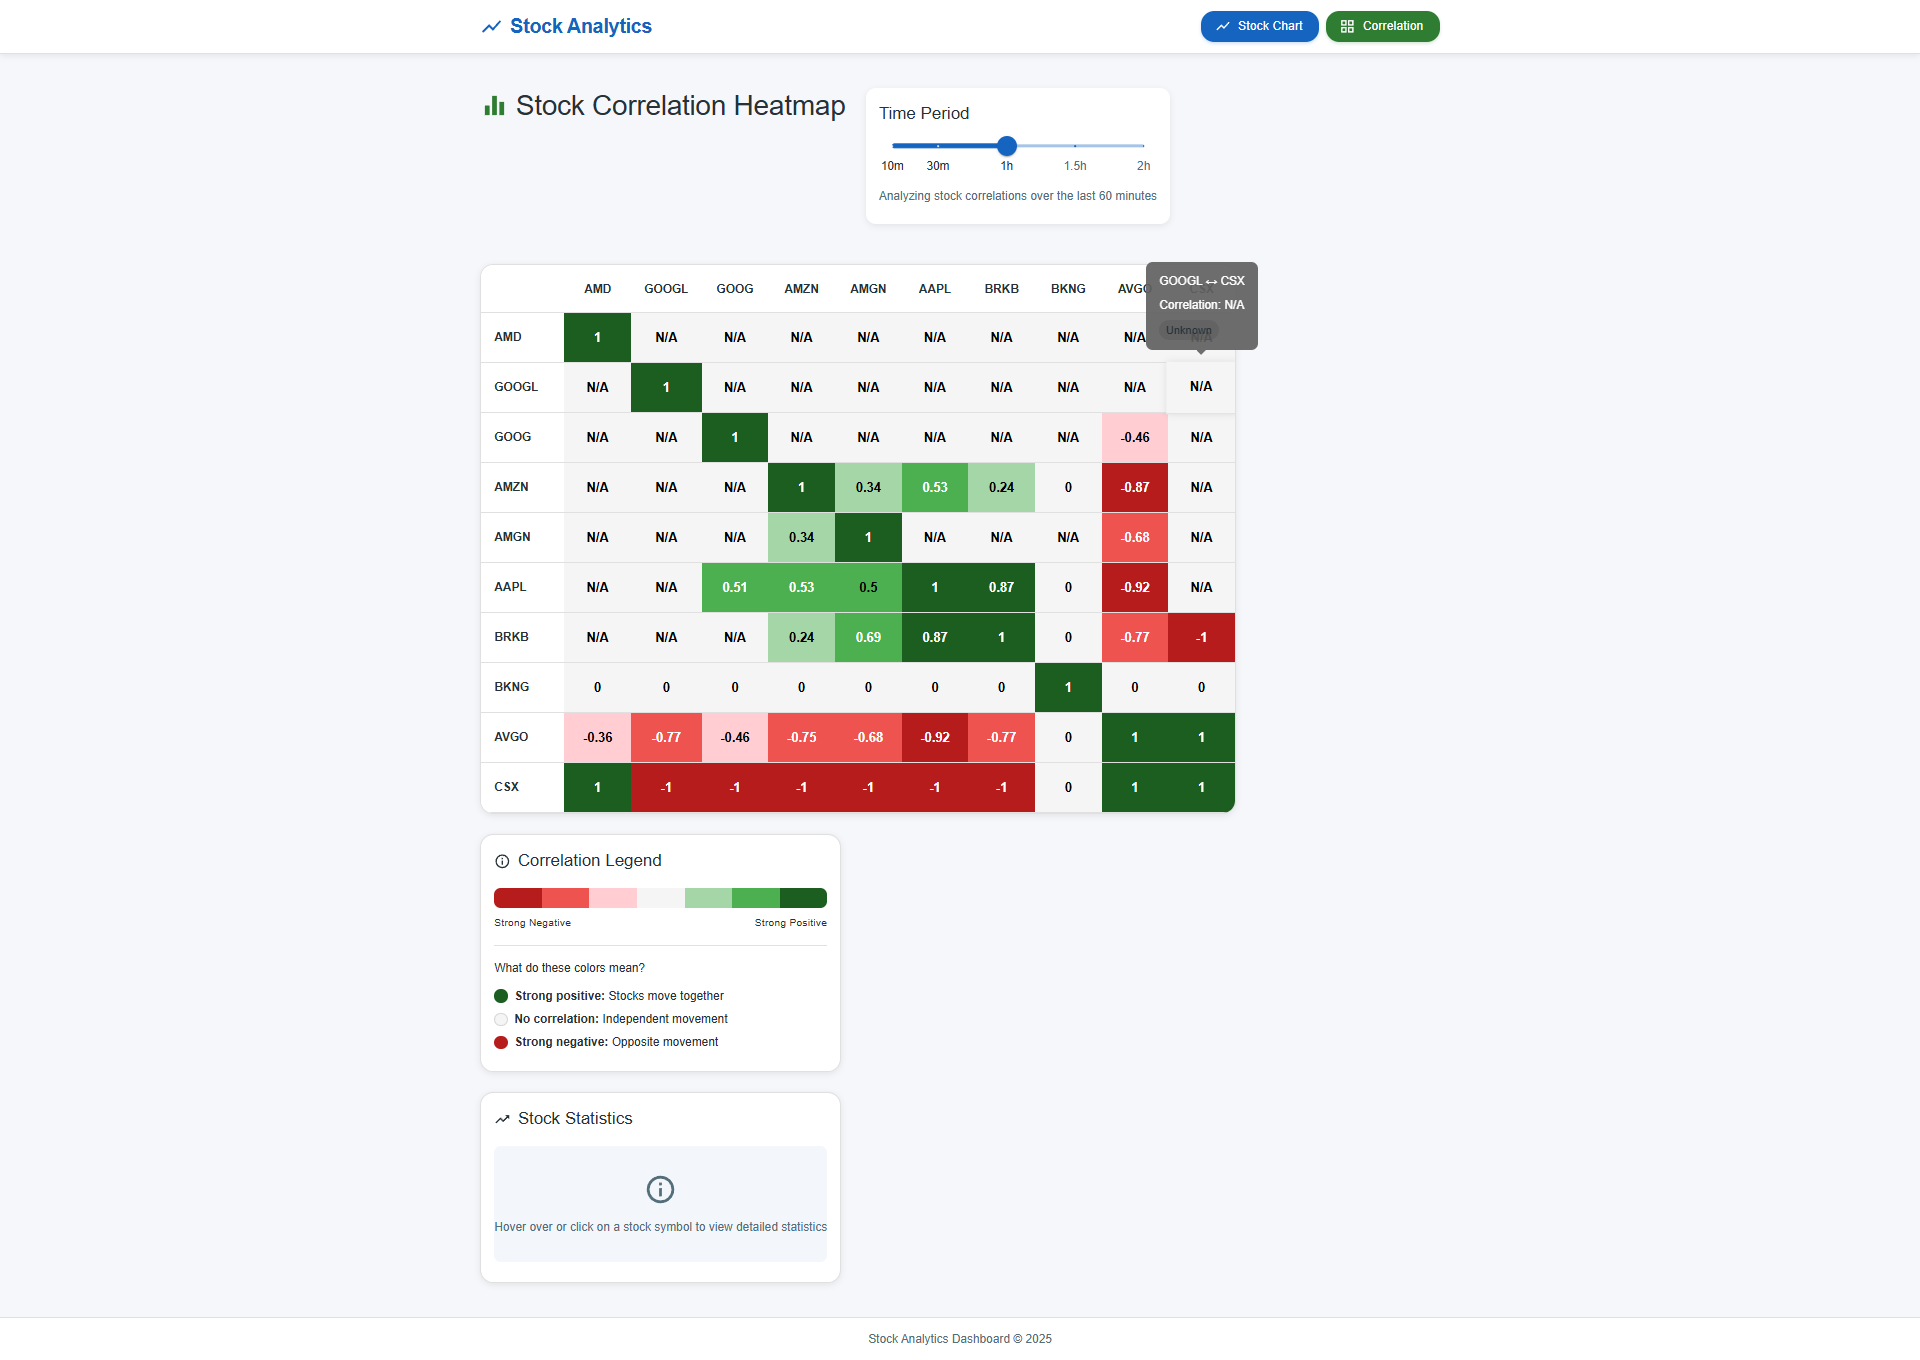 Stock Analytics
Stock Chart
Correlation
Stock Correlation Heatmap
Time Period
10m 30m 1h 1.5h 2h
Analyzing stock correlations over the last 60 minutes
GOOGL ↔ CSX
Correlation: N/A
Unknown
AMD GOOGL GOOG AMZN AMGN AAPL BRKB BKNG AVGO CSX
AMD 1 N/A N/A N/A N/A N/A N/A N/A N/A N/A
GOOGL N/A 1 N/A N/A N/A N/A N/A N/A N/A N/A
GOOG N/A N/A 1 N/A N/A N/A N/A N/A -0.46 N/A
AMZN N/A N/A N/A 1 0.34 0.53 0.24 0 -0.87 N/A
AMGN N/A N/A N/A 0.34 1 N/A N/A N/A -0.68 N/A
AAPL N/A N/A 0.51 0.53 0.5 1 0.87 0 -0.92 N/A
BRKB N/A N/A N/A 0.24 0.69 0.87 1 0 -0.77 -1
BKNG 0 0 0 0 0 0 0 1 0 0
AVGO -0.36 -0.77 -0.46 -0.75 -0.68 -0.92 -0.77 0 1 1
CSX 1 -1 -1 -1 -1 -1 -1 0 1 1
Correlation Legend
Strong Negative Strong Positive
What do these colors mean?
Strong positive: Stocks move together
No correlation: Independent movement
Strong negative: Opposite movement
Stock Statistics
Hover over or click on a stock symbol to view detailed statistics
Stock Analytics Dashboard © 2025